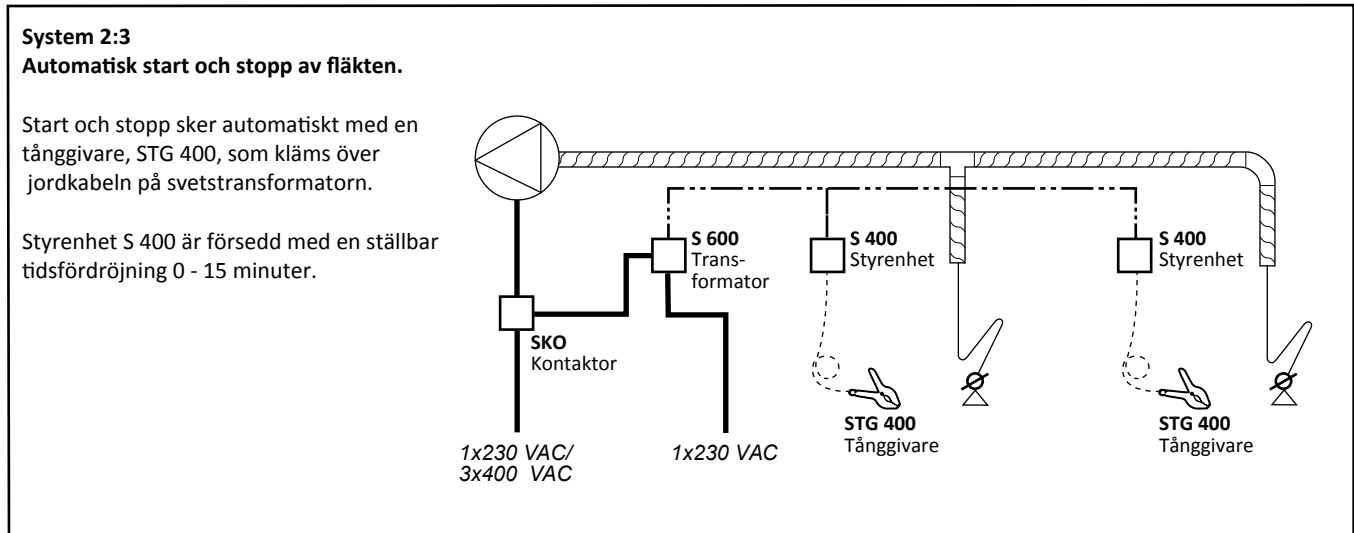 System 2:3
Automatisk start och stopp av fläkten.
Start och stopp sker automatiskt med en
tånggivare, STG 400, som kläms över
jordkabeln på svetstransformatorn.
Styrenhet S 400 är försedd med en ställbar
tidsfördröjning 0 - 15 minuter.
S 600
Trans-
formator
S 400
Styrenhet
S 400
Styrenhet
SKO
Kontaktor
STG 400
Tånggivare
STG 400
Tånggivare
1x230 VAC/
3x400 VAC
1x230 VAC